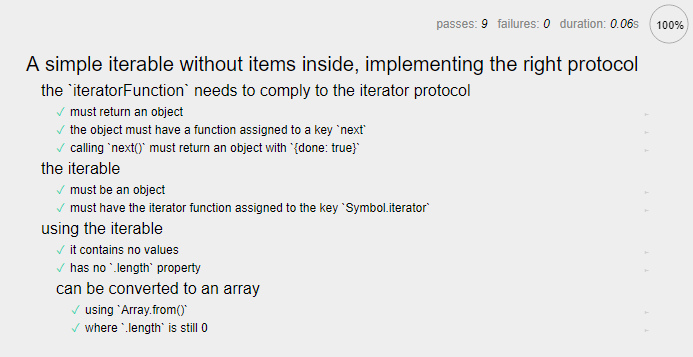 passes: 9 failures: 0 duration: 0.06s 100%
A simple iterable without items inside, implementing the right protocol
the `iteratorFunction` needs to comply to the iterator protocol
✓ must return an object
✓ the object must have a function assigned to a key `next`
✓ calling `next()` must return an object with `{done: true}`
the iterable
✓ must be an object
✓ must have the iterator function assigned to the key `Symbol.iterator`
using the iterable
✓ it contains no values
✓ has no `.length` property
can be converted to an array
✓ using `Array.from()`
✓ where `.length` is still 0